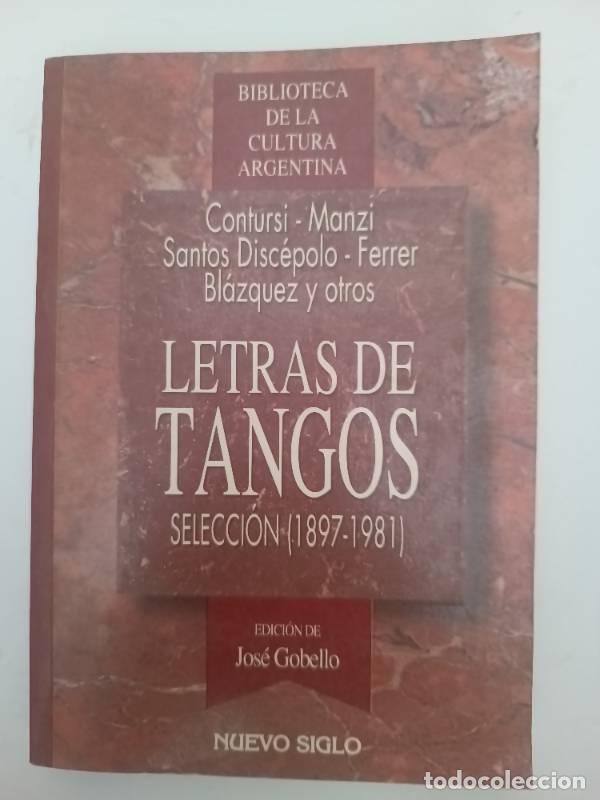 BIBLIOTECA
DE LA
CULTURA
ARGENTINA
Contursi - Manzi
Santos Discépolo - Ferrer
Blázquez y otros
LETRAS DE
TANGOS
SELECCIÓN (1897-1981)
EDICIÓN DE
José Gobello
NUEVO SIGLO
todocoleccion